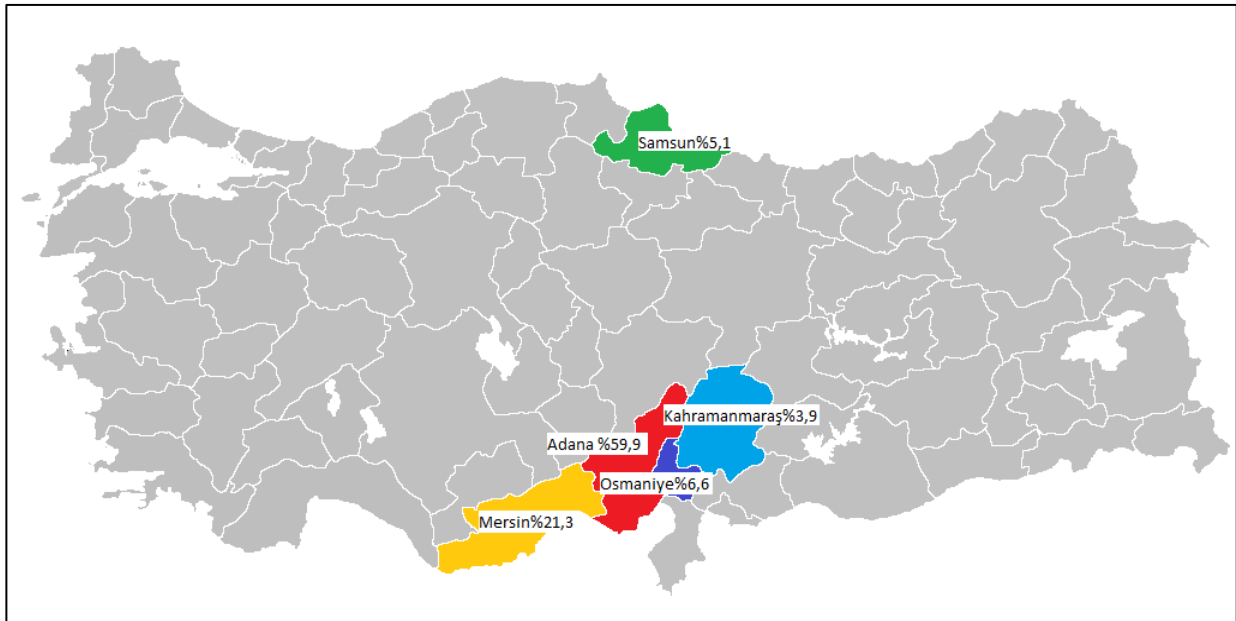 Samsun%5,1
Kahramanmaraş%3,9
Adana %59,9
Osmaniye%6,6
Mersin%21,3